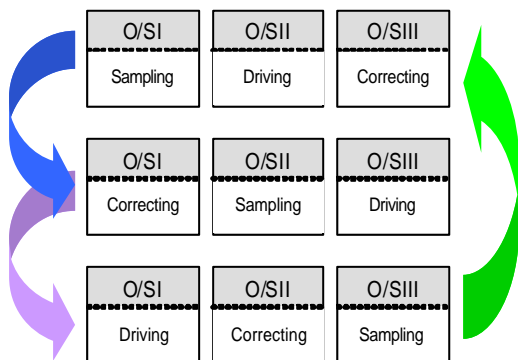 O/SI O/SII O/SIII
Sampling Driving Correcting
O/SI O/SII O/SIII
Correcting Sampling Driving
O/SI O/SII O/SIII
Driving Correcting Sampling